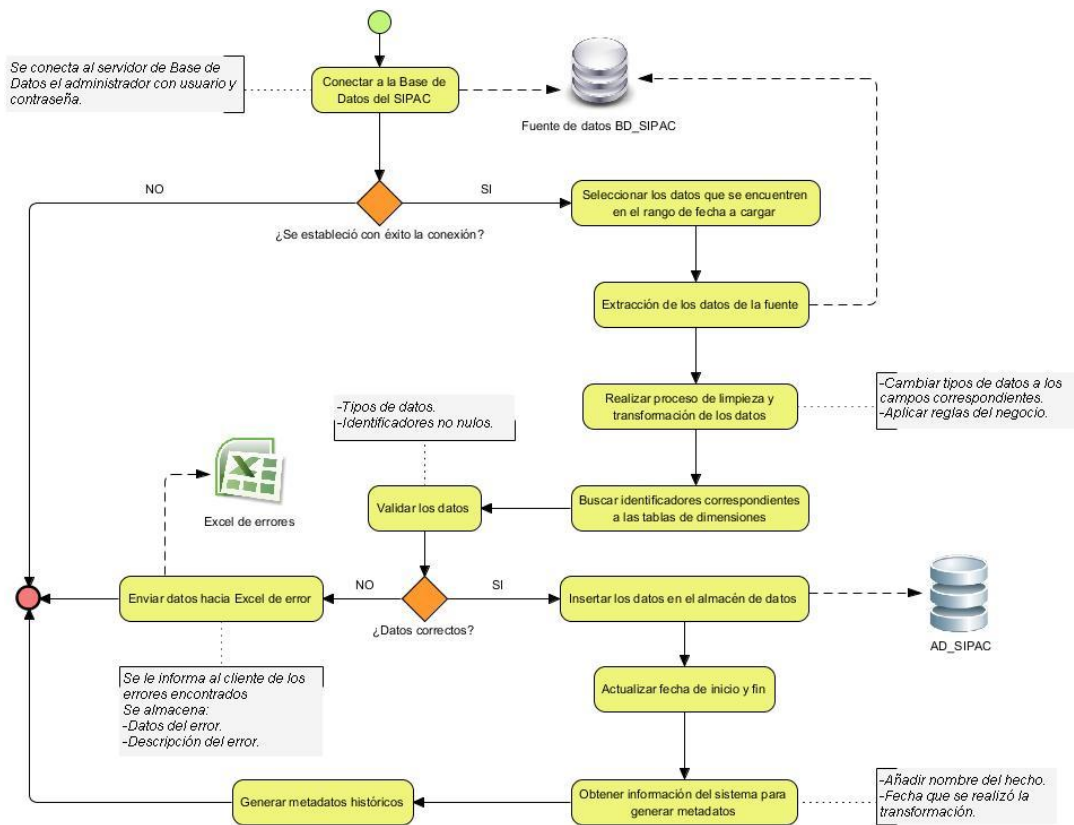 Se conecta al servidor de Base de
Datos el administrador con usuario y
contraseña.
Conectar a la Base de
Datos del SIPAC
Fuente de datos BD_SIPAC
NO
SI
¿Se estableció con éxito la conexión?
Seleccionar los datos que se encuentren
en el rango de fecha a cargar
Extracción de los datos de la fuente
Realizar proceso de limpieza y
transformación de los datos
-Cambiar tipos de datos a los
campos correspondientes.
-Aplicar reglas del negocio.
-Tipos de datos.
-Identificadores no nulos.
Excel de errores
Validar los datos
Buscar identificadores correspondientes
a las tablas de dimensiones
Enviar datos hacia Excel de error
NO
SI
¿Datos correctos?
Insertar los datos en el almacén de datos
AD_SIPAC
Se le informa al cliente de los
errores encontrados
Se almacena:
-Datos del error.
-Descripción del error.
Actualizar fecha de inicio y fin
Generar metadatos históricos
Obtener información del sistema para
generar metadatos
-Añadir nombre del hecho.
-Fecha que se realizó la
transformación.